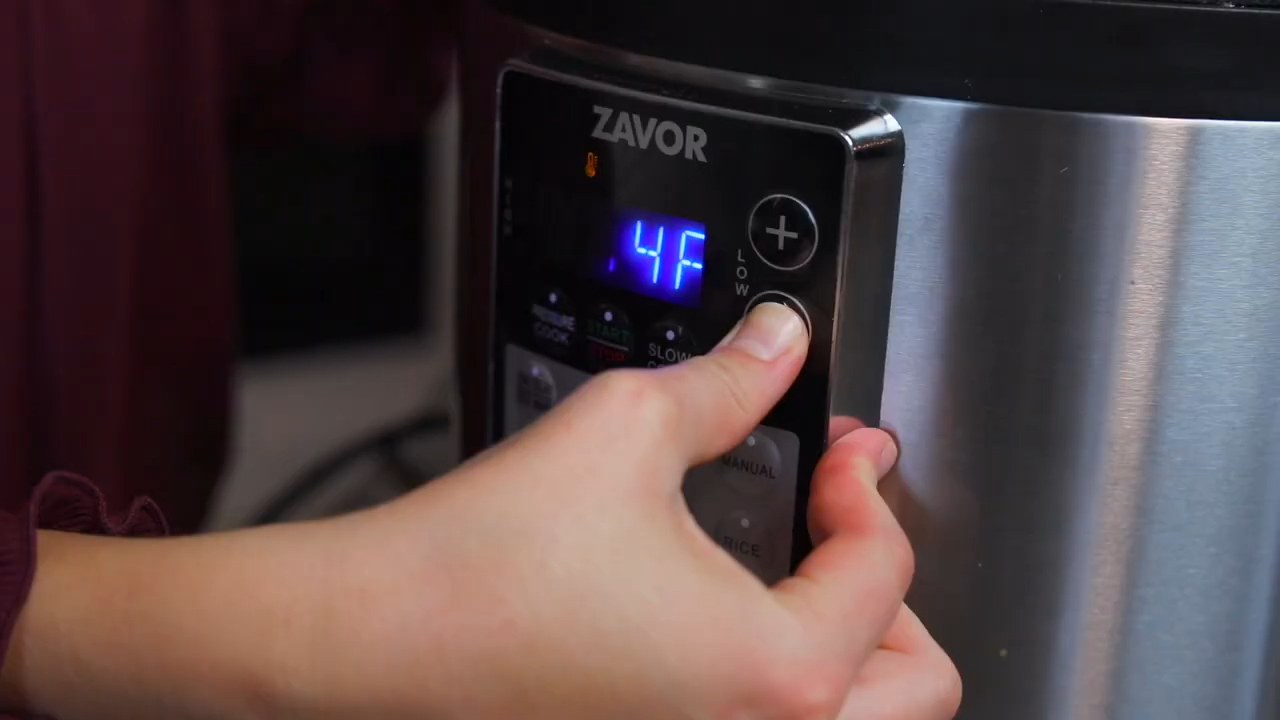 ZAVOR
4F
LOW
PRESSURE
COOK
START
STOP
SLOW
MANUAL
RICE